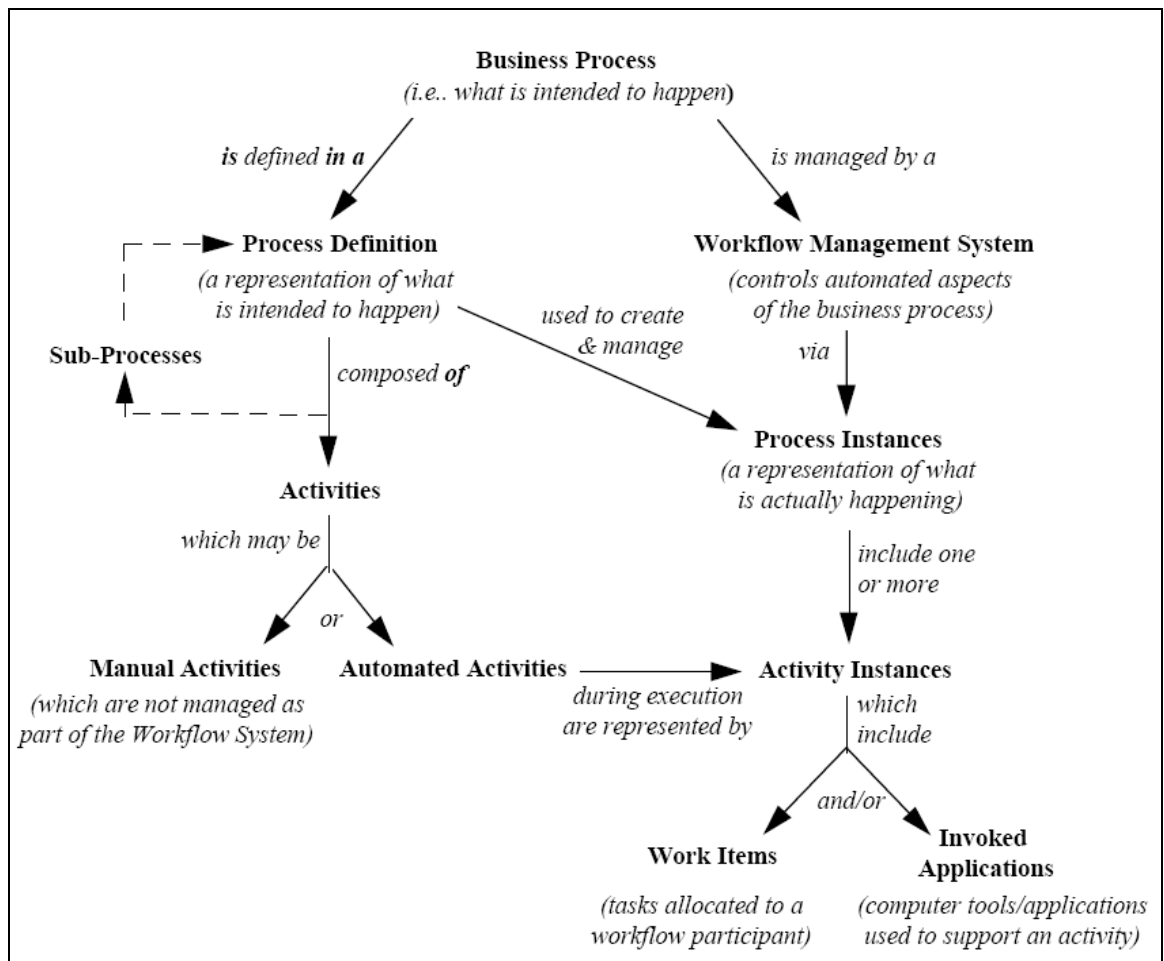 Business Process
(i.e.. what is intended to happen)
is defined in a
is managed by a
Process Definition
(a representation of what
is intended to happen)
Workflow Management System
(controls automated aspects
of the business process)
used to create
& manage
via
Sub-Processes
composed of
Process Instances
(a representation of what
is actually happening)
Activities
which may be
include one
or more
or
Manual Activities
(which are not managed as
part of the Workflow System)
Automated Activities
during execution
are represented by
Activity Instances
which
include
and/or
Work Items
(tasks allocated to a
workflow participant)
Invoked
Applications
(computer tools/applications
used to support an activity)